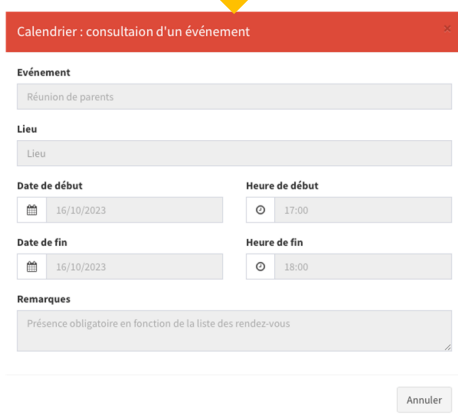 Calendrier : consultaion d'un événement
×
Evénement
Réunion de parents
Lieu
Lieu
Date de début Heure de début
16/10/2023 17:00
Date de fin Heure de fin
16/10/2023 18:00
Remarques
Présence obligatoire en fonction de la liste des rendez-vous
Annuler